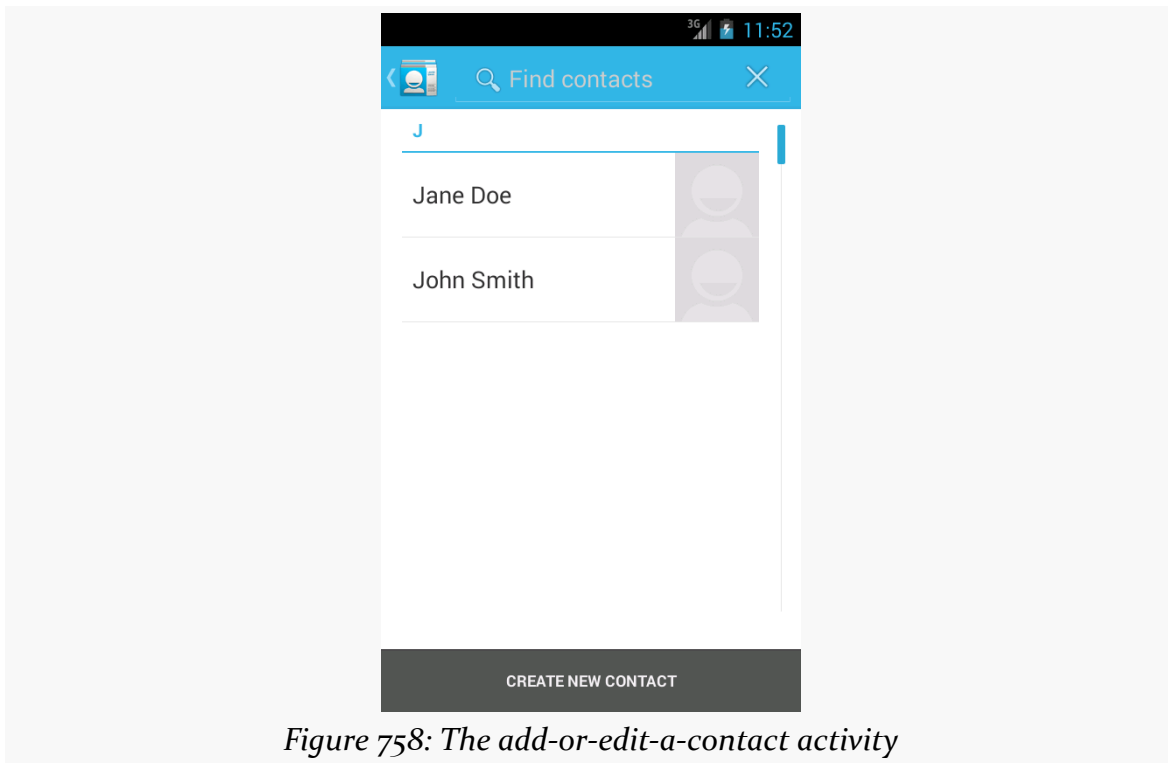 3G 11:52
Find contacts
J
Jane Doe
John Smith
CREATE NEW CONTACT
Figure 758: The add-or-edit-a-contact activity